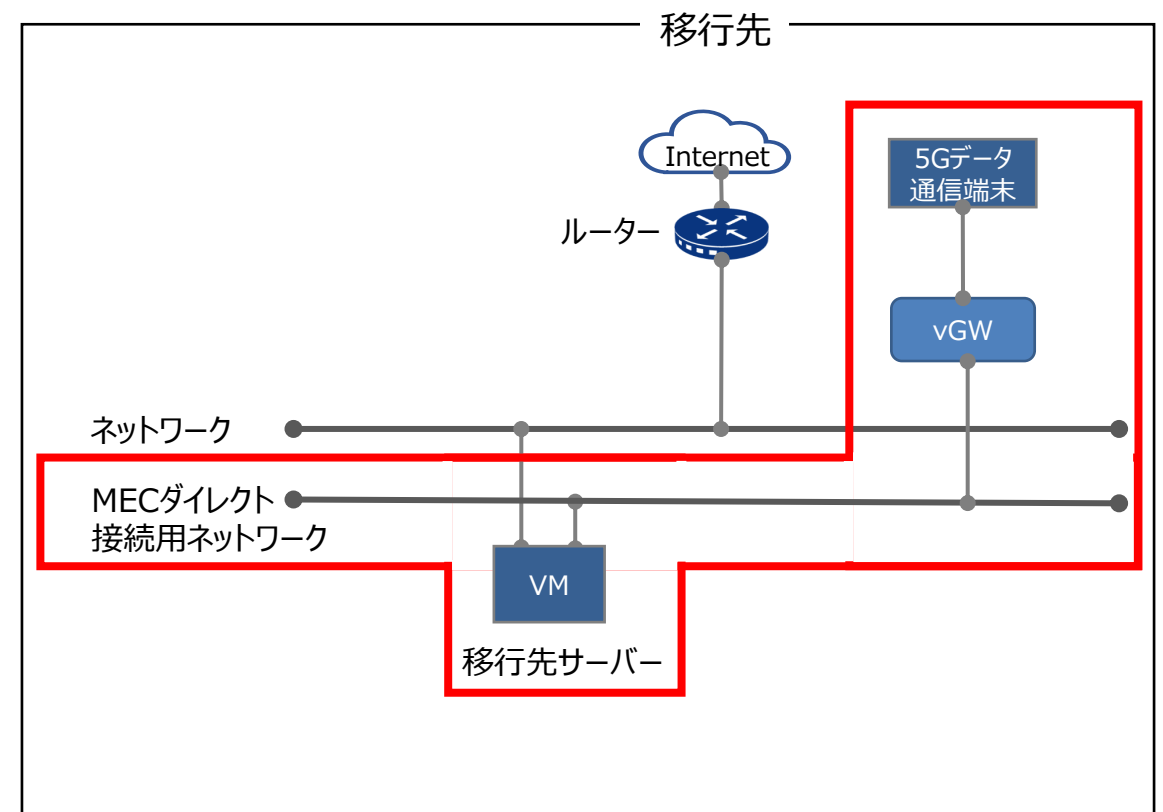 移行先
Internet
5Gデータ
通信端末
ルーター
vGW
ネットワーク
MECダイレクト
接続用ネットワーク
VM
移行先サーバー